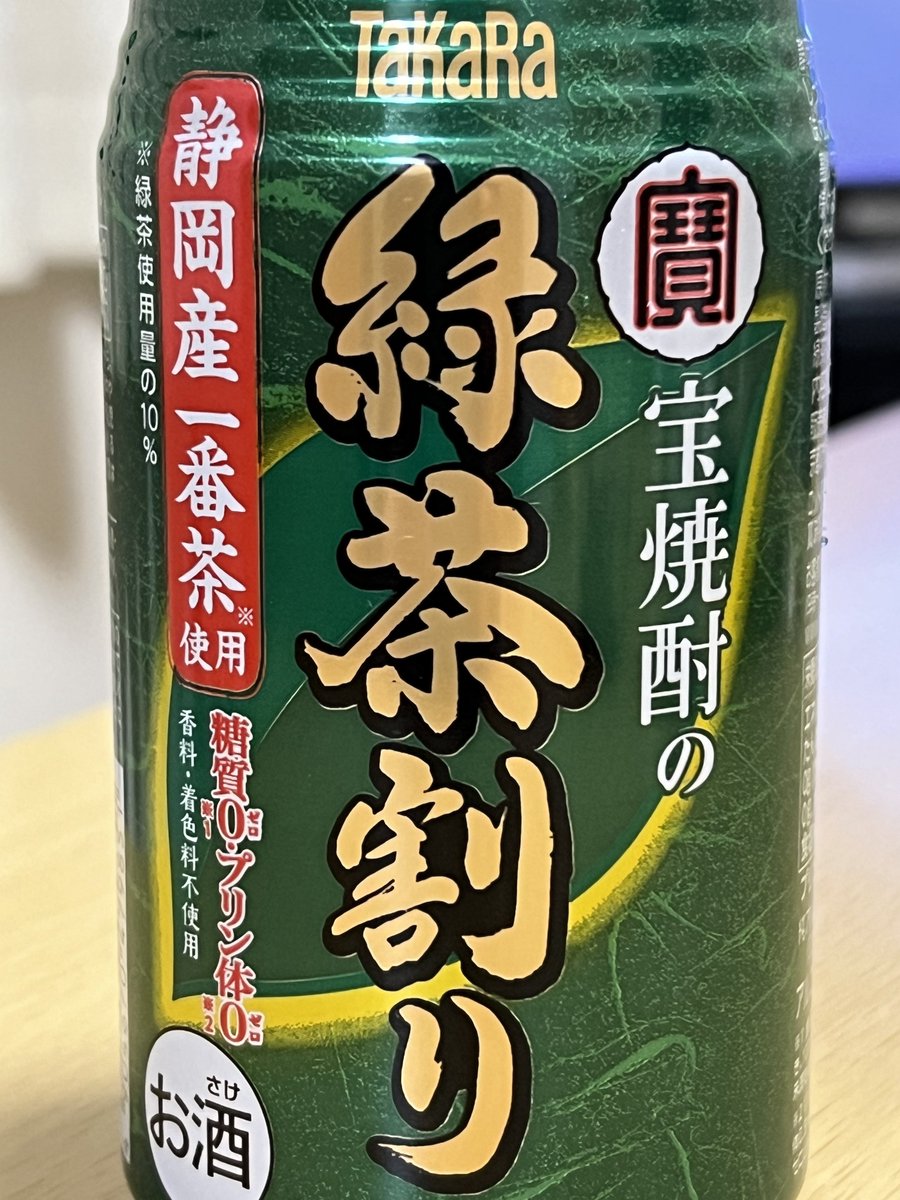 TaKaRa
寶
宝焼酎の
緑茶割り
静岡産一番茶※使用
※緑茶使用量の10%
糖質0ゼロ※1・プリン体0ゼロ※2
香料・着色料不使用
お酒さけ